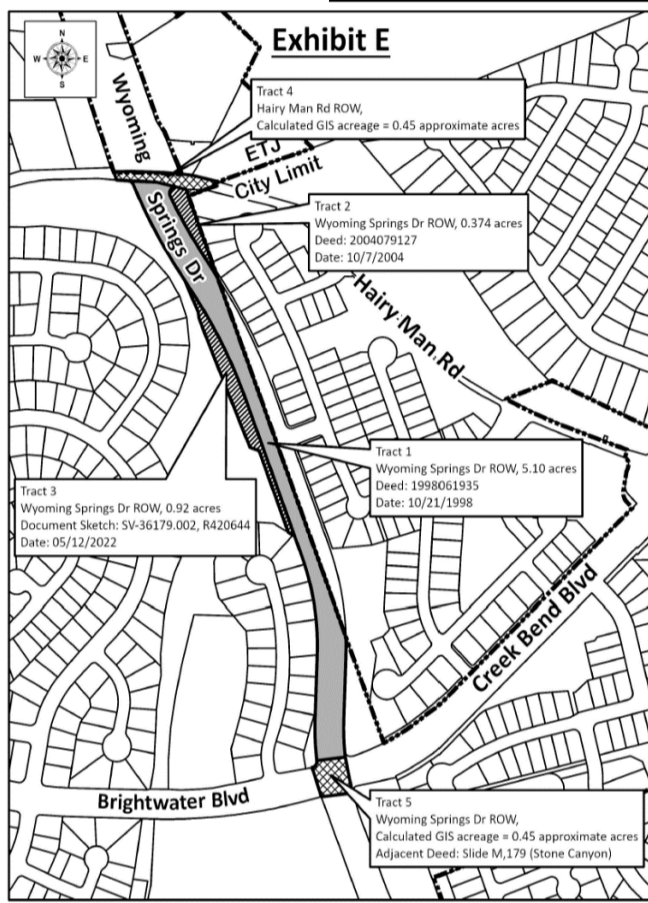 Exhibit E
N
W E
S
Wyoming
Springs Dr
Tract 4
Hairy Man Rd ROW,
Calculated GIS acreage = 0.45 approximate acres
ETJ
City Limit
Tract 2
Wyoming Springs Dr ROW, 0.374 acres
Deed: 2004079127
Date: 10/7/2004
Hairy Man Rd
Tract 1
Wyoming Springs Dr ROW, 5.10 acres
Deed: 1998061935
Date: 10/21/1998
Tract 3
Wyoming Springs Dr ROW, 0.92 acres
Document Sketch: SV-36179.002, R420644
Date: 05/12/2022
Creek Bend Blvd
Brightwater Blvd
Tract 5
Wyoming Springs Dr ROW,
Calculated GIS acreage = 0.45 approximate acres
Adjacent Deed: Slide M,179 (Stone Canyon)